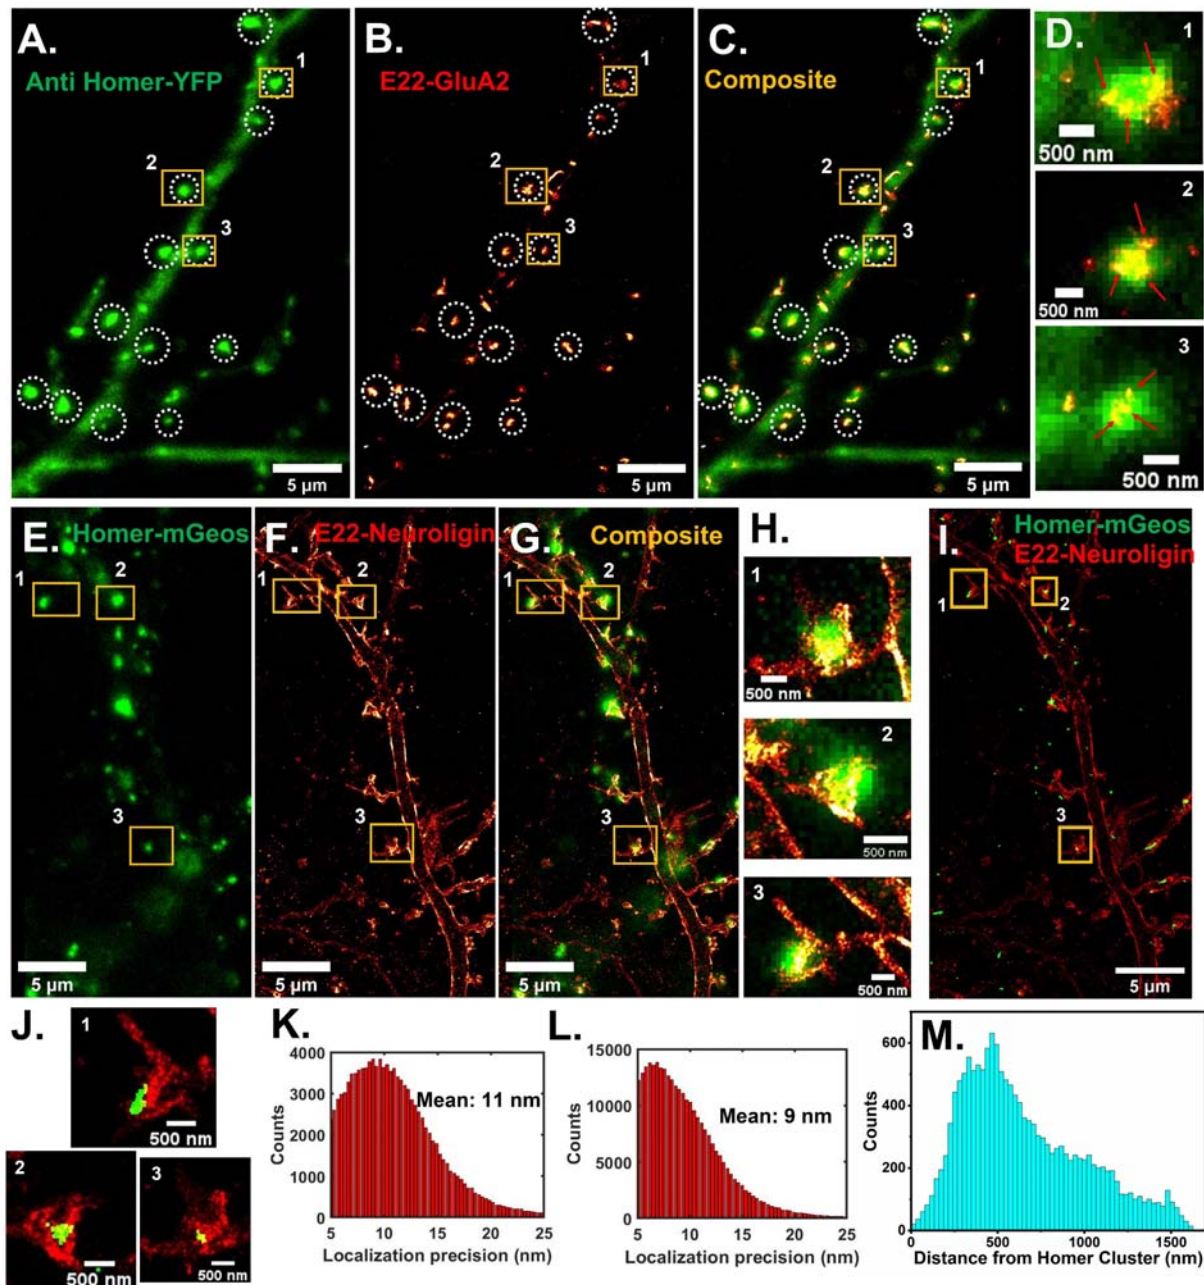 A.
Anti Homer-YFP
1
2
3
5 µm
B.
E22-GluA2
1
2
3
5 µm
C.
Composite
1
2
3
5 µm
D.
1
500 nm
2
500 nm
3
500 nm
E.
Homer-mGeos
1
2
3
5 µm
F.
E22-Neuroligin
1
2
3
5 µm
G.
Composite
1
2
3
5 µm
H.
1
500 nm
2
500 nm
3
500 nm
I.
Homer-mGeos
E22-Neuroligin
1
2
3
5 µm
J.
1
500 nm
2
500 nm
3
500 nm
K.
Counts
4000
3000
2000
1000
0
Mean: 11 nm
5 10 15 20 25
Localization precision (nm)
L.
Counts
15000
10000
5000
0
Mean: 9 nm
5 10 15 20 25
Localization precision (nm)
M.
Counts
600
400
200
0
0 500 1000 1500
Distance from Homer Cluster (nm)